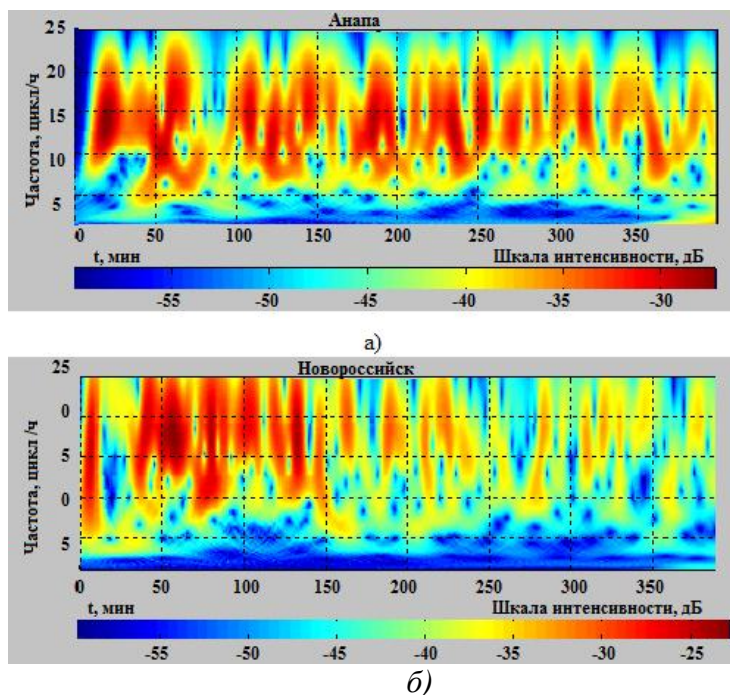 Анапа
25
20
15
10
5
Частота, цикл/ч
0 50 100 150 200 250 300 350
t, мин Шкала интенсивности, дБ
-55 -50 -45 -40 -35 -30
а)
Новороссийск
25
0
5
0
5
Частота, цикл /ч
0 50 100 150 200 250 300 350
t, мин Шкала интенсивности, дБ
-55 -50 -45 -40 -35 -30 -25
б)